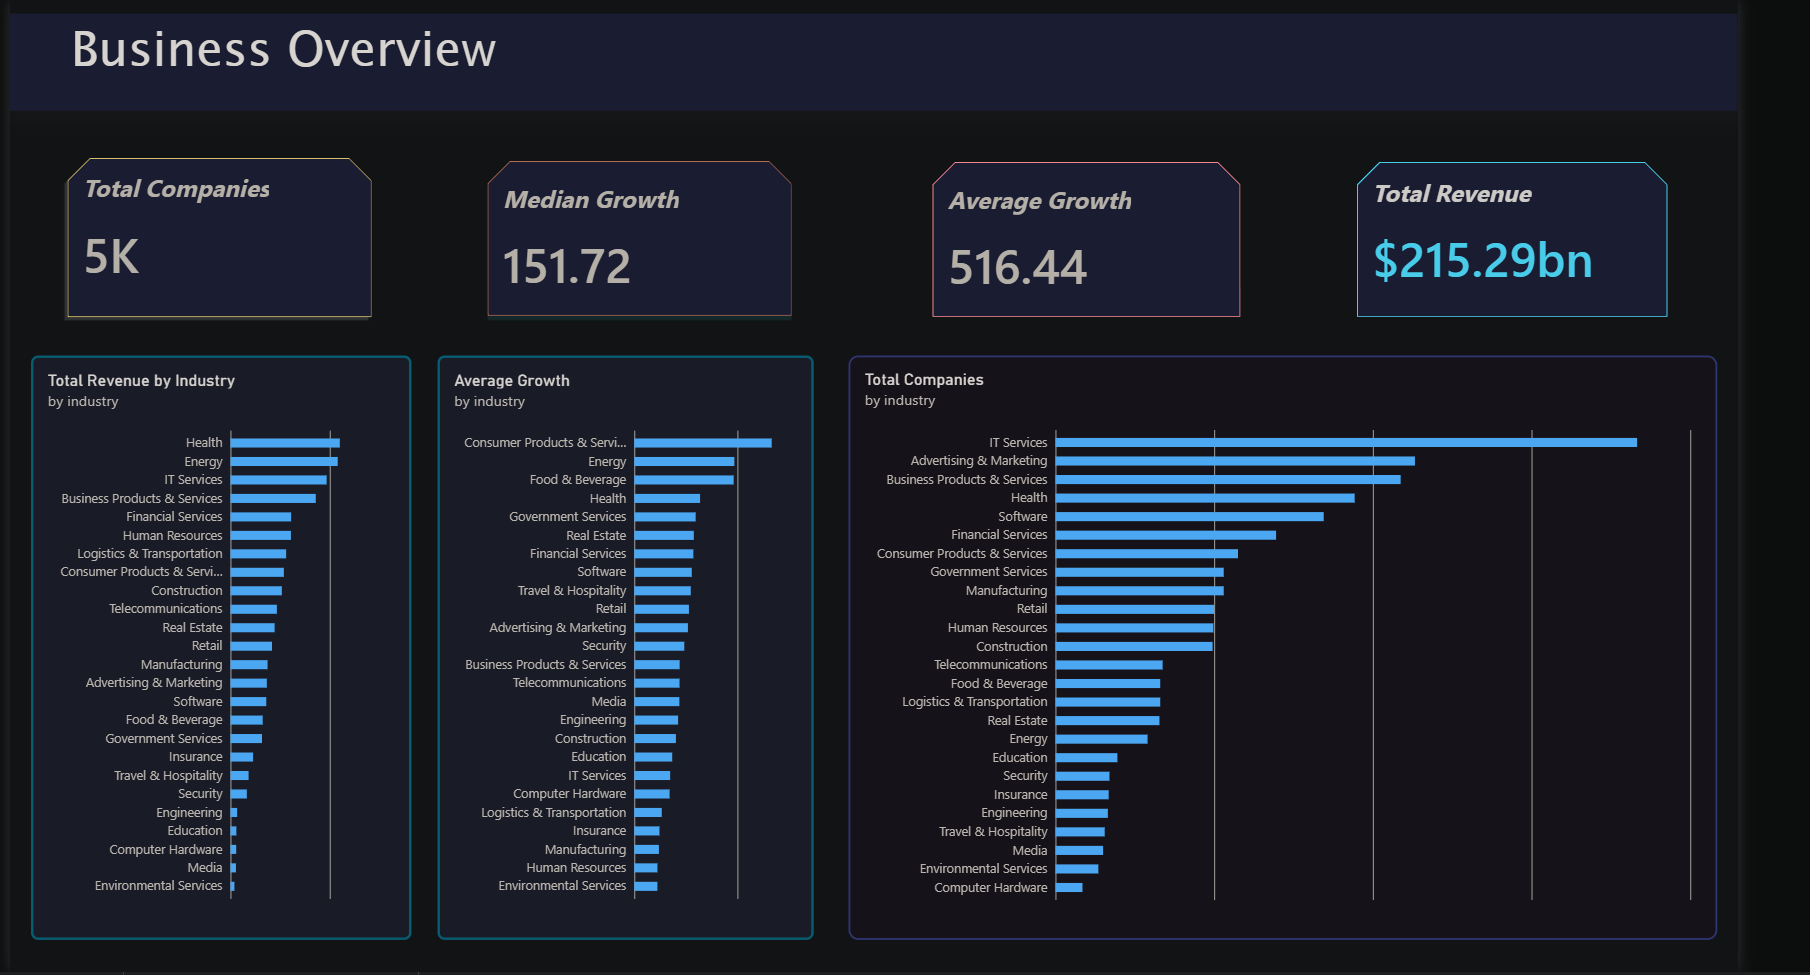 Business Overview
Total Companies
5K
Median Growth
151.72
Average Growth
516.44
Total Revenue
$215.29bn
Total Revenue by Industry
by industry
Health
Energy
IT Services
Business Products & Services
Financial Services
Human Resources
Logistics & Transportation
Consumer Products & Servi...
Construction
Telecommunications
Real Estate
Retail
Manufacturing
Advertising & Marketing
Software
Food & Beverage
Government Services
Insurance
Travel & Hospitality
Security
Engineering
Education
Computer Hardware
Media
Environmental Services
Average Growth
by industry
Consumer Products & Servi...
Energy
Food & Beverage
Health
Government Services
Real Estate
Financial Services
Software
Travel & Hospitality
Retail
Advertising & Marketing
Security
Business Products & Services
Telecommunications
Media
Engineering
Construction
Education
IT Services
Computer Hardware
Logistics & Transportation
Insurance
Manufacturing
Human Resources
Environmental Services
Total Companies
by industry
IT Services
Advertising & Marketing
Business Products & Services
Health
Software
Financial Services
Consumer Products & Services
Government Services
Manufacturing
Retail
Human Resources
Construction
Telecommunications
Food & Beverage
Logistics & Transportation
Real Estate
Energy
Education
Security
Insurance
Engineering
Travel & Hospitality
Media
Environmental Services
Computer Hardware